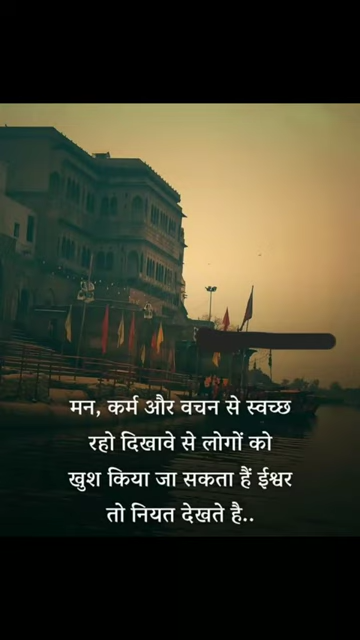 मन, कर्म और वचन से स्वच्छ
रहो दिखावे से लोगों को
खुश किया जा सकता हैं ईश्वर
तो नियत देखते है..